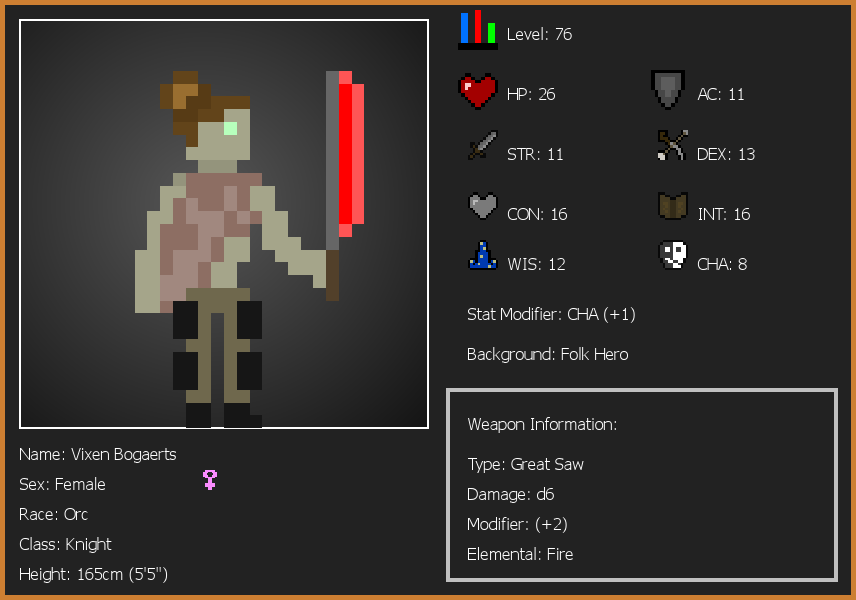 Level: 76
HP: 26
AC: 11
STR: 11
DEX: 13
CON: 16
INT: 16
WIS: 12
CHA: 8
Stat Modifier: CHA (+1)
Background: Folk Hero
Weapon Information:
Type: Great Saw
Damage: d6
Modifier: (+2)
Elemental: Fire
Name: Vixen Bogaerts
Sex: Female
Race: Orc
Class: Knight
Height: 165cm (5'5")